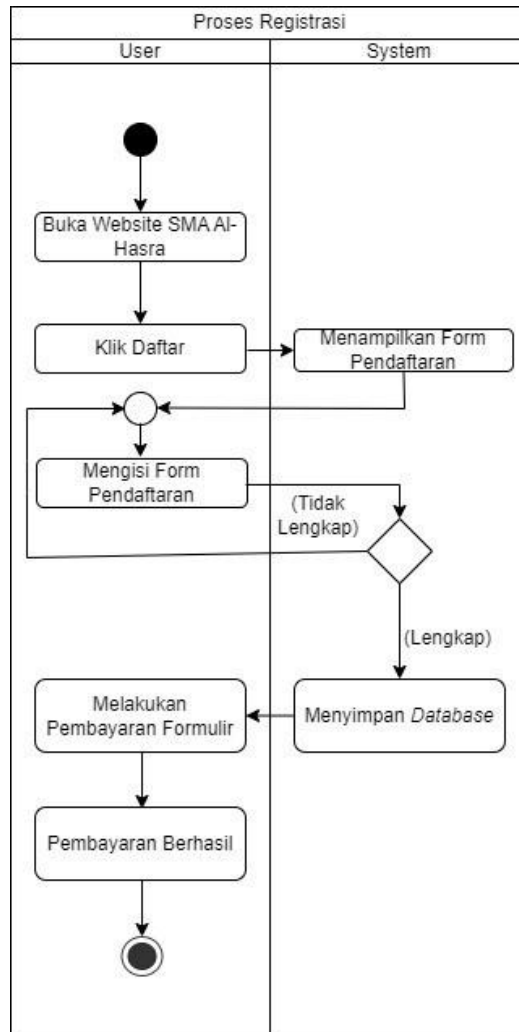 Proses Registrasi
User
System
Buka Website SMA Al-
Hasra
Klik Daftar
Menampilkan Form
Pendaftaran
Mengisi Form
Pendaftaran
(Tidak
Lengkap)
(Lengkap)
Melakukan
Pembayaran Formulir
Menyimpan Database
Pembayaran Berhasil